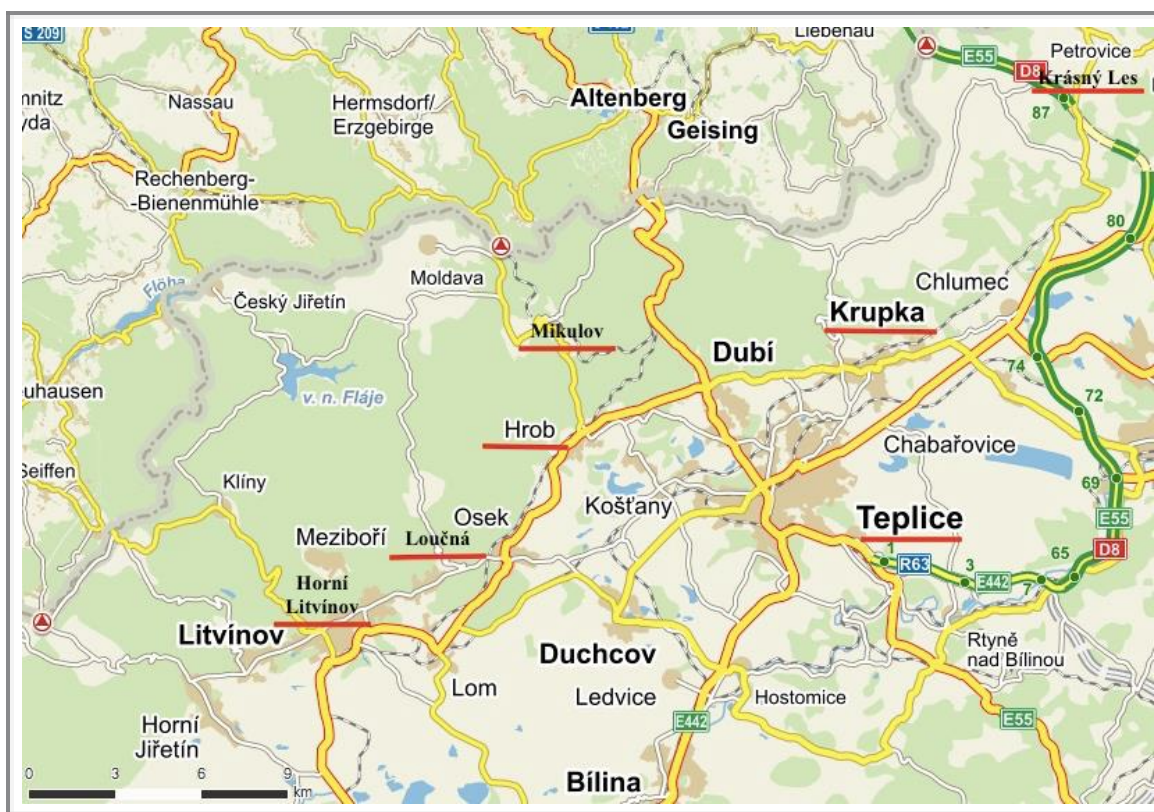 S 209
Liebenau
E55
Petrovice
D8
Krásný Les
87
Nassau
Hermsdorf/
Erzgebirge
Altenberg
Geising
Rechenberg-
-Bienenmühle
80
Flöha
Moldava
Chlumec
Český Jiřetín
Mikulov
Krupka
Dubí
74
v. n. Fláje
72
Hrob
Chabařovice
Seiffen
Klíny
69
Košťany
Osek
Teplice
E55
Meziboří
Loučná
D8
1
R63
65
3
E442
7
Horní
Litvínov
Litvínov
Rtyně
nad Bílinou
Duchcov
Lom
Ledvice
Hostomice
Horní
Jiřetín
E442
E55
0 3 6 9
km
Bílina